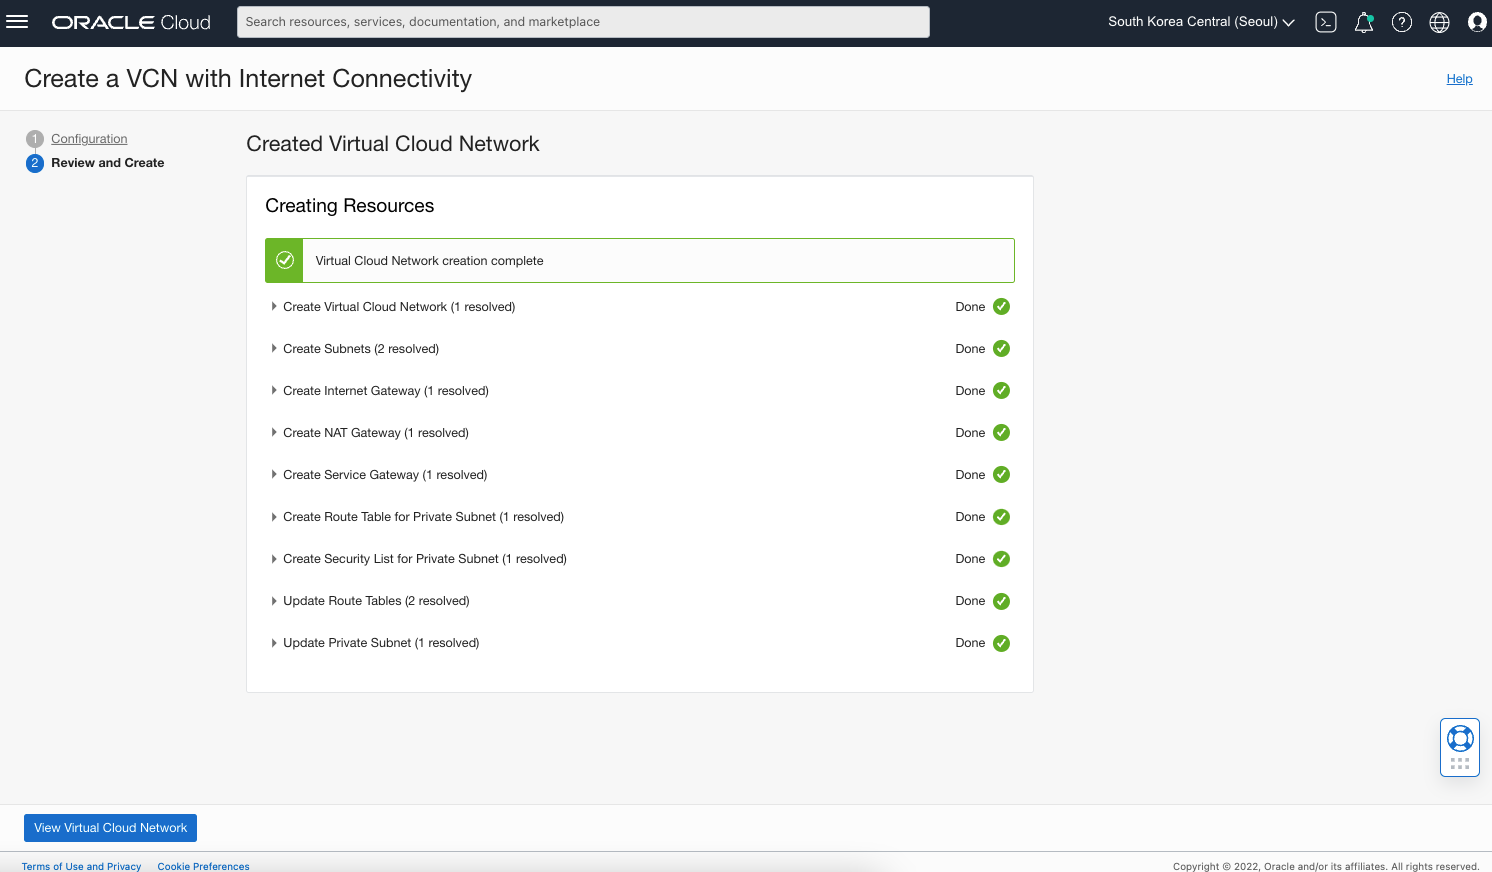 ORACLE Cloud
Search resources, services, documentation, and marketplace
South Korea Central (Seoul)
Create a VCN with Internet Connectivity
Help
1 Configuration
2 Review and Create
Created Virtual Cloud Network
Creating Resources
Virtual Cloud Network creation complete
Create Virtual Cloud Network (1 resolved) Done
Create Subnets (2 resolved) Done
Create Internet Gateway (1 resolved) Done
Create NAT Gateway (1 resolved) Done
Create Service Gateway (1 resolved) Done
Create Route Table for Private Subnet (1 resolved) Done
Create Security List for Private Subnet (1 resolved) Done
Update Route Tables (2 resolved) Done
Update Private Subnet (1 resolved) Done
View Virtual Cloud Network
Terms of Use and Privacy Cookie Preferences
Copyright © 2022, Oracle and/or its affiliates. All rights reserved.